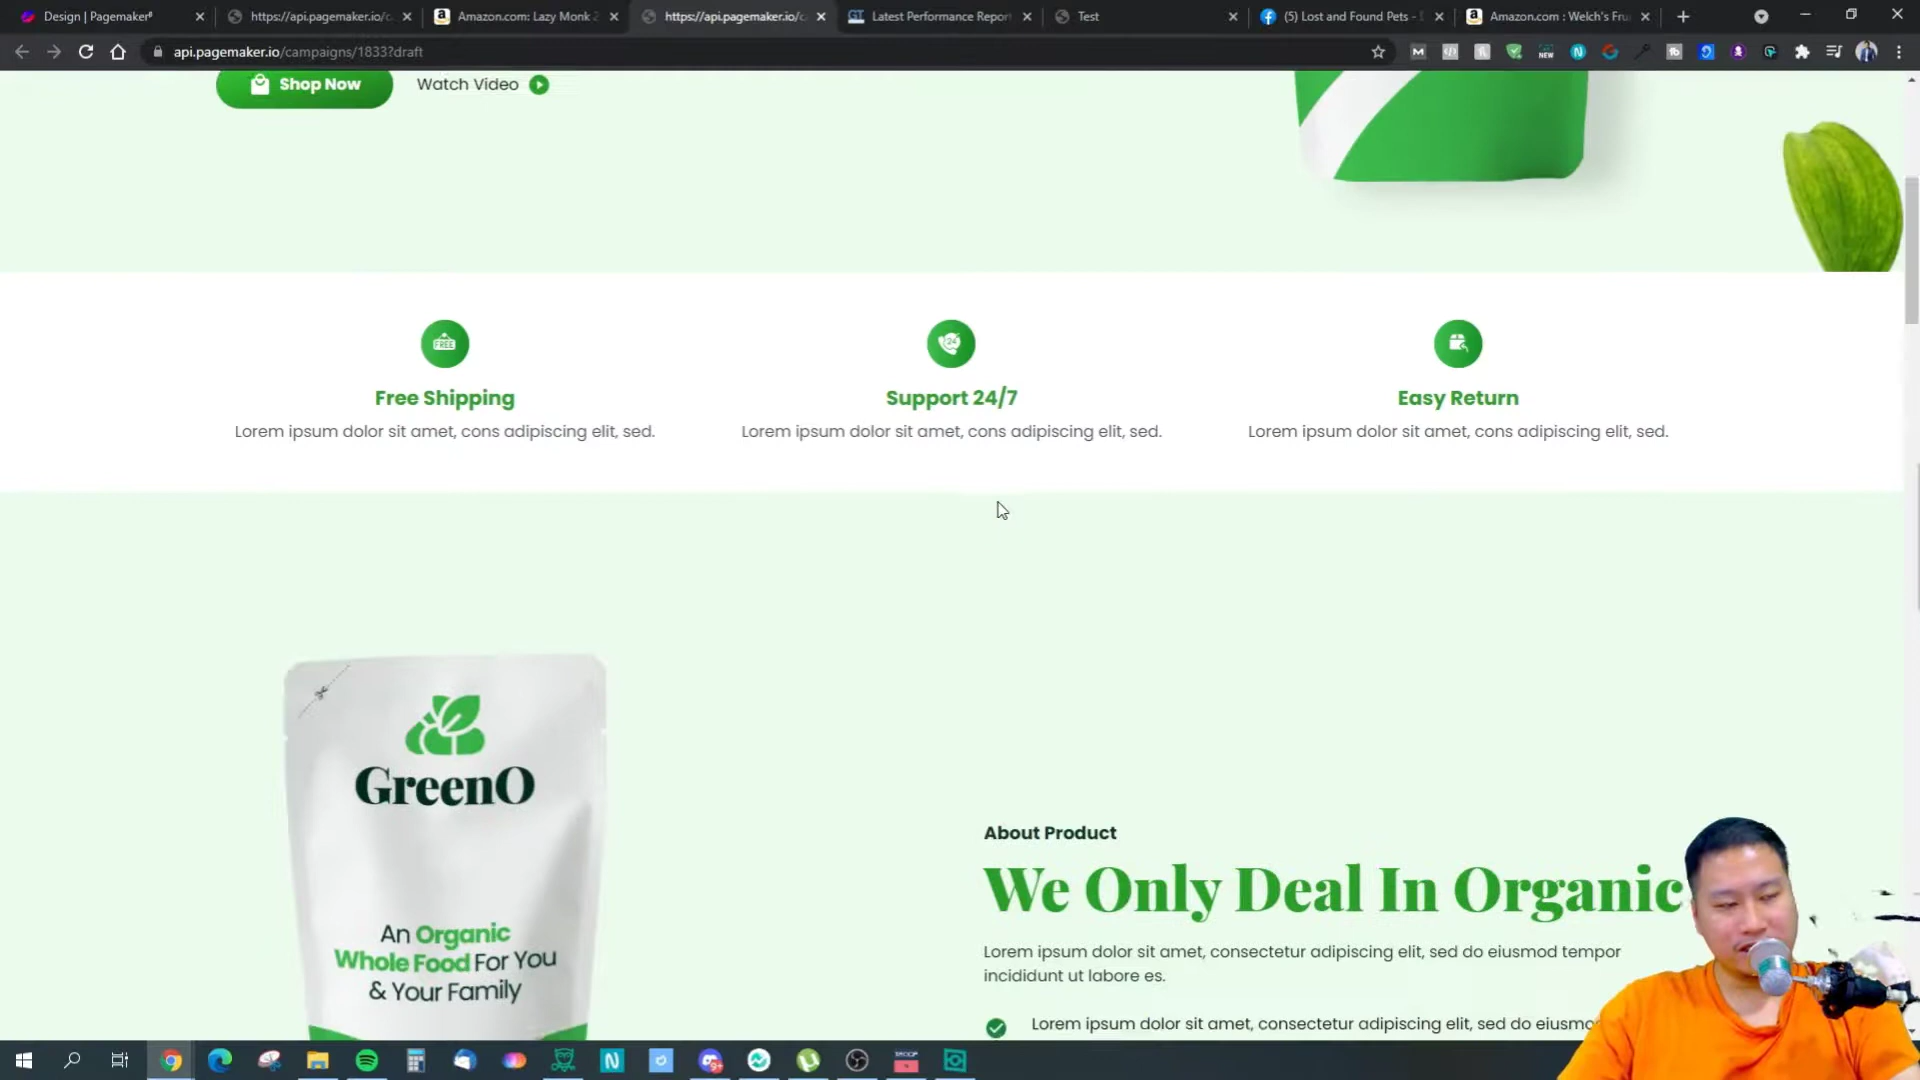 Design | Pagemaker®
https://api.pagemaker.io/c
Amazon.com: Lazy Monk 2
https://api.pagemaker.io/c
Latest Performance Report
Test
(5) Lost and Found Pets -
Amazon.com : Welch's Fru
api.pagemaker.io/campaigns/1833?draft
Shop Now
Watch Video
FREE
24
Free Shipping
Support 24/7
Easy Return
Lorem ipsum dolor sit amet, cons adipiscing elit, sed.
Lorem ipsum dolor sit amet, cons adipiscing elit, sed.
Lorem ipsum dolor sit amet, cons adipiscing elit, sed.
GreenO
An Organic
Whole Food For You
& Your Family
About Product
We Only Deal In Organic
Lorem ipsum dolor sit amet, consectetur adipiscing elit, sed do eiusmod tempor
incididunt ut labore es.
Lorem ipsum dolor sit amet, consectetur adipiscing elit, sed do eiusmo